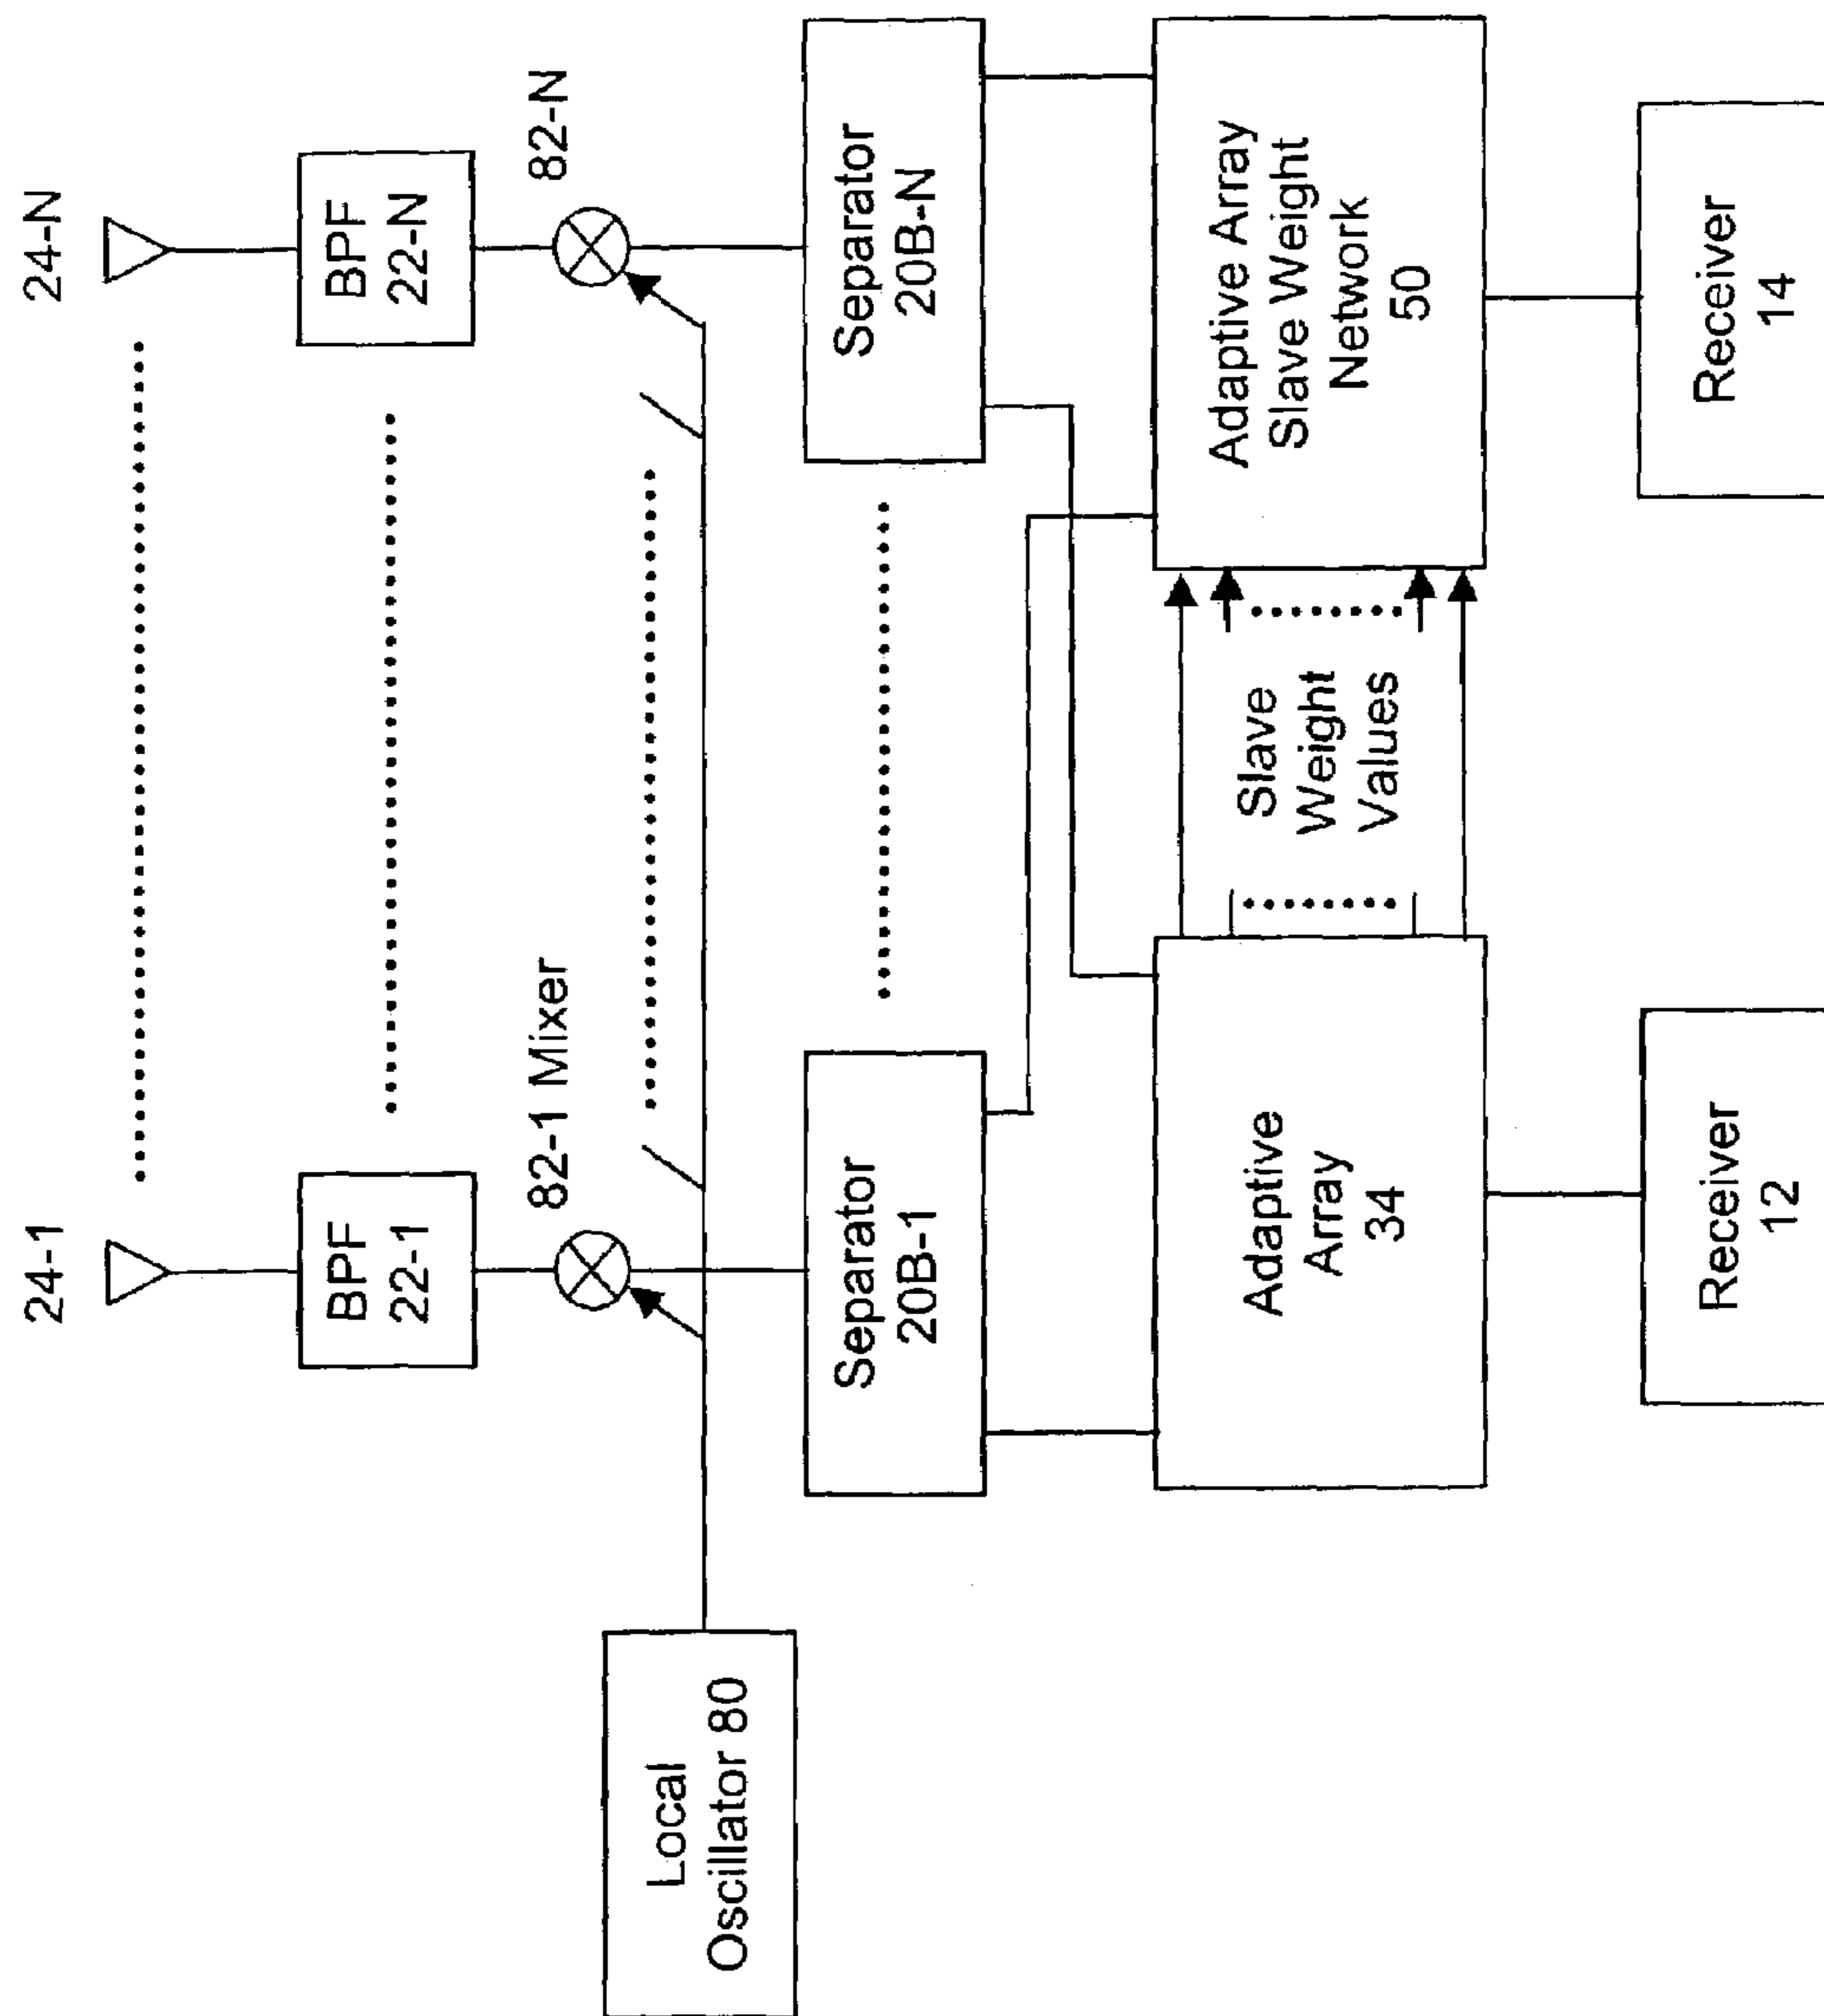 24-1
24-N
BPF
22-1
BPF
22-N
82-1 Mixer
82-N
Local
Oscillator 80
Separator
20B-1
Separator
20B-N
Adaptive
Array
34
Slave
Weight
Values
Adaptive Array
Slave Weight
Network
50
Receiver
12
Receiver
14